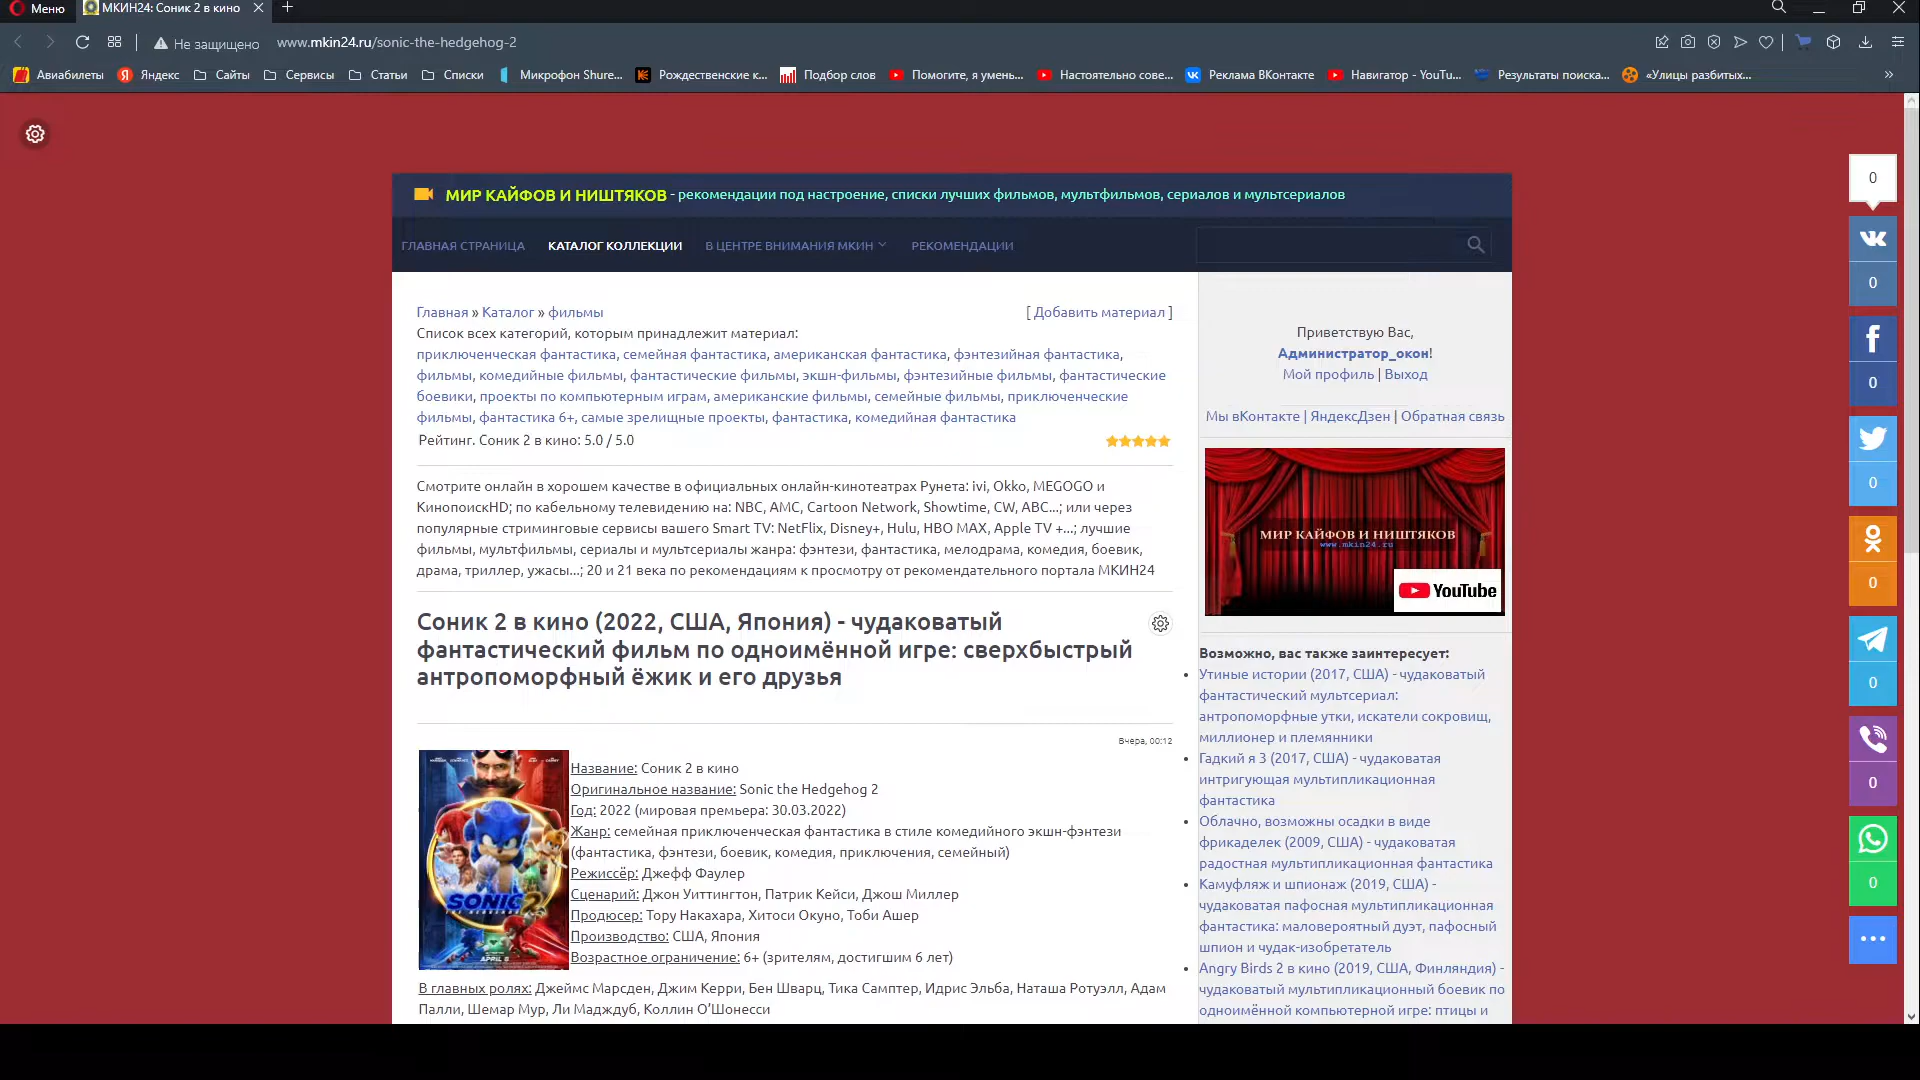 Меню
МКИН24: Соник 2 в кино
Не защищено
www.mkin24.ru/sonic-the-hedgehog-2
Авиабилеты
Яндекс
Сайты
Сервисы
Статьи
Списки
Микрофон Shure...
Рождественские к...
Подбор слов
Помогите, я умень...
Настоятельно сове...
Реклама ВКонтакте
Навигатор - YouTu...
Результаты поиска...
«Улицы разбитых...
МИР КАЙФОВ И НИШТЯКОВ - рекомендации под настроение, списки лучших фильмов, мультфильмов, сериалов и мультсериалов
ГЛАВНАЯ СТРАНИЦА
КАТАЛОГ КОЛЛЕКЦИИ
В ЦЕНТРЕ ВНИМАНИЯ МКИН
РЕКОМЕНДАЦИИ
Главная » Каталог » фильмы
[ Добавить материал ]
Список всех категорий, которым принадлежит материал:
приключенческая фантастика, семейная фантастика, американская фантастика, фэнтезийная фантастика,
фильмы, комедийные фильмы, фантастические фильмы, экшн-фильмы, фэнтезийные фильмы, фантастические
боевики, проекты по компьютерным играм, американские фильмы, семейные фильмы, приключенческие
фильмы, фантастика 6+, самые зрелищные проекты, фантастика, комедийная фантастика
Рейтинг. Соник 2 в кино: 5.0 / 5.0
Смотрите онлайн в хорошем качестве в официальных онлайн-кинотеатрах Рунета: ivi, Okko, MEGOGO и
КинопоискHD; по кабельному телевидению на: NBC, AMC, Cartoon Network, Showtime, CW, ABC...; или через
популярные стриминговые сервисы вашего Smart TV: NetFlix, Disney+, Hulu, HBO MAX, Apple TV +...; лучшие
фильмы, мультфильмы, сериалы и мультсериалы жанра: фэнтези, фантастика, мелодрама, комедия, боевик,
драма, триллер, ужасы...; 20 и 21 века по рекомендациям к просмотру от рекомендательного портала МКИН24
Соник 2 в кино (2022, США, Япония) - чудаковатый
фантастический фильм по одноимённой игре: сверхбыстрый
антропоморфный ёжик и его друзья
Вчера, 00:12
Название: Соник 2 в кино
Оригинальное название: Sonic the Hedgehog 2
Год: 2022 (мировая премьера: 30.03.2022)
Жанр: семейная приключенческая фантастика в стиле комедийного экшн-фэнтези
(фантастика, фэнтези, боевик, комедия, приключения, семейный)
Режиссёр: Джефф Фаулер
Сценарий: Джон Уиттингтон, Патрик Кейси, Джош Миллер
Продюсер: Тору Накахара, Хитоси Окуно, Тоби Ашер
Производство: США, Япония
Возрастное ограничение: 6+ (зрителям, достигшим 6 лет)
SONIC 2
APRIL 8
В главных ролях: Джеймс Марсден, Джим Керри, Бен Шварц, Тика Самптер, Идрис Эльба, Наташа Ротуэлл, Адам
Палли, Шемар Мур, Ли Мадждуб, Коллин О'Шонесси
Приветствую Вас,
Администратор_окон!
Мой профиль | Выход
Мы вКонтакте | ЯндексДзен | Обратная связь
МИР КАЙФОВ И НИШТЯКОВ
www.mkin24.ru
YouTube
Возможно, вас также заинтересует:
Утиные истории (2017, США) - чудаковатый
фантастический мультсериал:
антропоморфные утки, искатели сокровищ,
миллионер и племянники
Гадкий я 3 (2017, США) - чудаковатая
интригующая мультипликационная
фантастика
Облачно, возможны осадки в виде
фрикаделек (2009, США) - чудаковатая
радостная мультипликационная фантастика
Камуфляж и шпионаж (2019, США) -
чудаковатая пафосная мультипликационная
фантастика: маловероятный дуэт, пафосный
шпион и чудак-изобретатель
Angry Birds 2 в кино (2019, США, Финляндия) -
чудаковатый мультипликационный боевик по
одноимённой компьютерной игре: птицы и
0
0
0
0
0
0
0
0